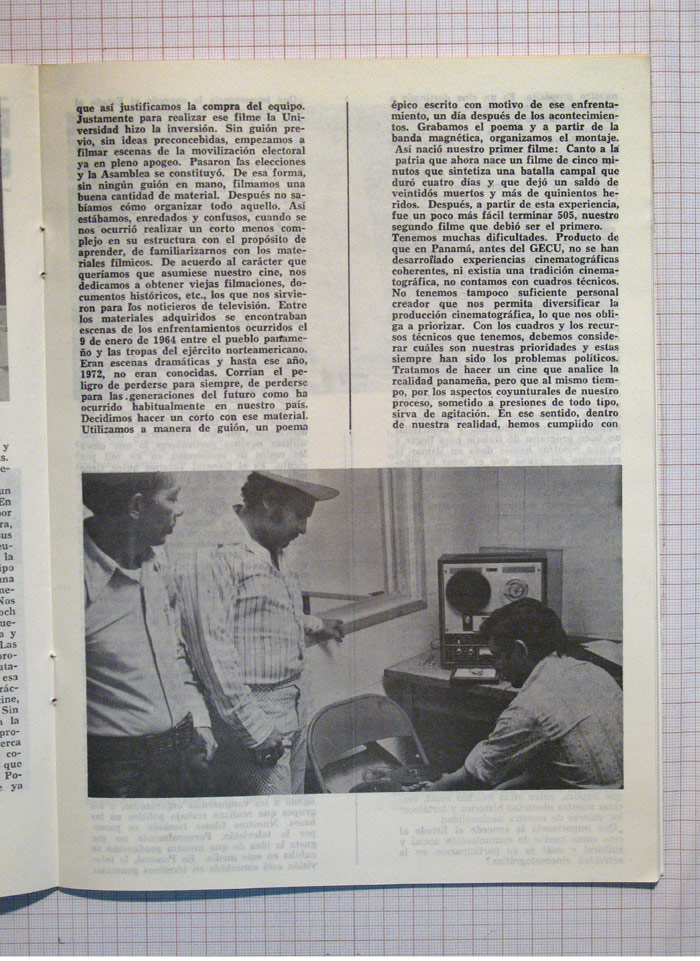 que así justificamos la compra del equipo.
Justamente para realizar ese filme la Uni-
versidad hizo la inversión. Sin guión pre-
vio, sin ideas preconcebidas, empezamos a
filmar escenas de la movilización electoral
ya en pleno apogeo. Pasaron las elecciones
y la Asamblea se constituyó. De esa forma,
sin ningún guión en mano, filmamos una
buena cantidad de material. Después no sa-
bíamos cómo organizar todo aquello. Así
estábamos, enredados y confusos, cuando se
nos ocurrió realizar un corto menos com-
plejo en su estructura con el propósito de
aprender, de familiarizarnos con los mate-
riales fílmicos. De acuerdo al carácter que
queríamos que asumiese nuestro cine, nos
dedicamos a obtener viejas filmaciones, do-
cumentos históricos, etc., los que sirvie-
ron para los noticieros de televisión. Entre
los materiales adquiridos se encontraban
escenas de los enfrentamientos ocurridos el
9 de enero de 1964 entre el pueblo paname-
ño y las tropas del ejército norteamericano.
Eran escenas dramáticas y hasta ese año,
1972, no eran conocidas. Corrían el pe-
ligro de perderse para siempre, de perderse
para las generaciones del futuro como ha
ocurrido habitualmente en nuestro país.
Decidimos hacer un corto con ese material.
Utilizamos a manera de guión, un poema
épico escrito con motivo de ese enfrenta-
miento, un día después de los acontecimien-
tos. Grabamos el poema y a partir de la
banda magnética, organizamos el montaje.
Así nació nuestro primer filme: Canto a la
patria que ahora nace un filme de cinco mi-
nutos que sintetiza una batalla campal que
duró cuatro días y que dejó un saldo de
veintidós muertos y más de quinientos he-
ridos. Después, a partir de esta experiencia,
fue un poco más fácil terminar 505, nuestro
segundo filme que debió ser el primero.
Tenemos muchas dificultades. Producto de
que en Panamá, antes del GECU, no se han
desarrollado experiencias cinematográficas
coherentes, ni existía una tradición cinema-
tográfica, no contamos con cuadros técnicos.
No tenemos tampoco suficiente personal
creador que nos permita diversificar la
producción cinematográfica, lo que nos obli-
ga a priorizar. Con los cuadros y los recur-
sos técnicos que tenemos, debemos conside-
rar cuáles son nuestras prioridades y estas
siempre han sido los problemas políticos.
Tratamos de hacer un cine que analice la
realidad panameña, pero que al mismo tiem-
po, por los aspectos coyunturales de nuestro
proceso, sometido a presiones de todo tipo,
sirva de agitación. En ese sentido, dentro
de nuestra realidad, hemos cumplido con